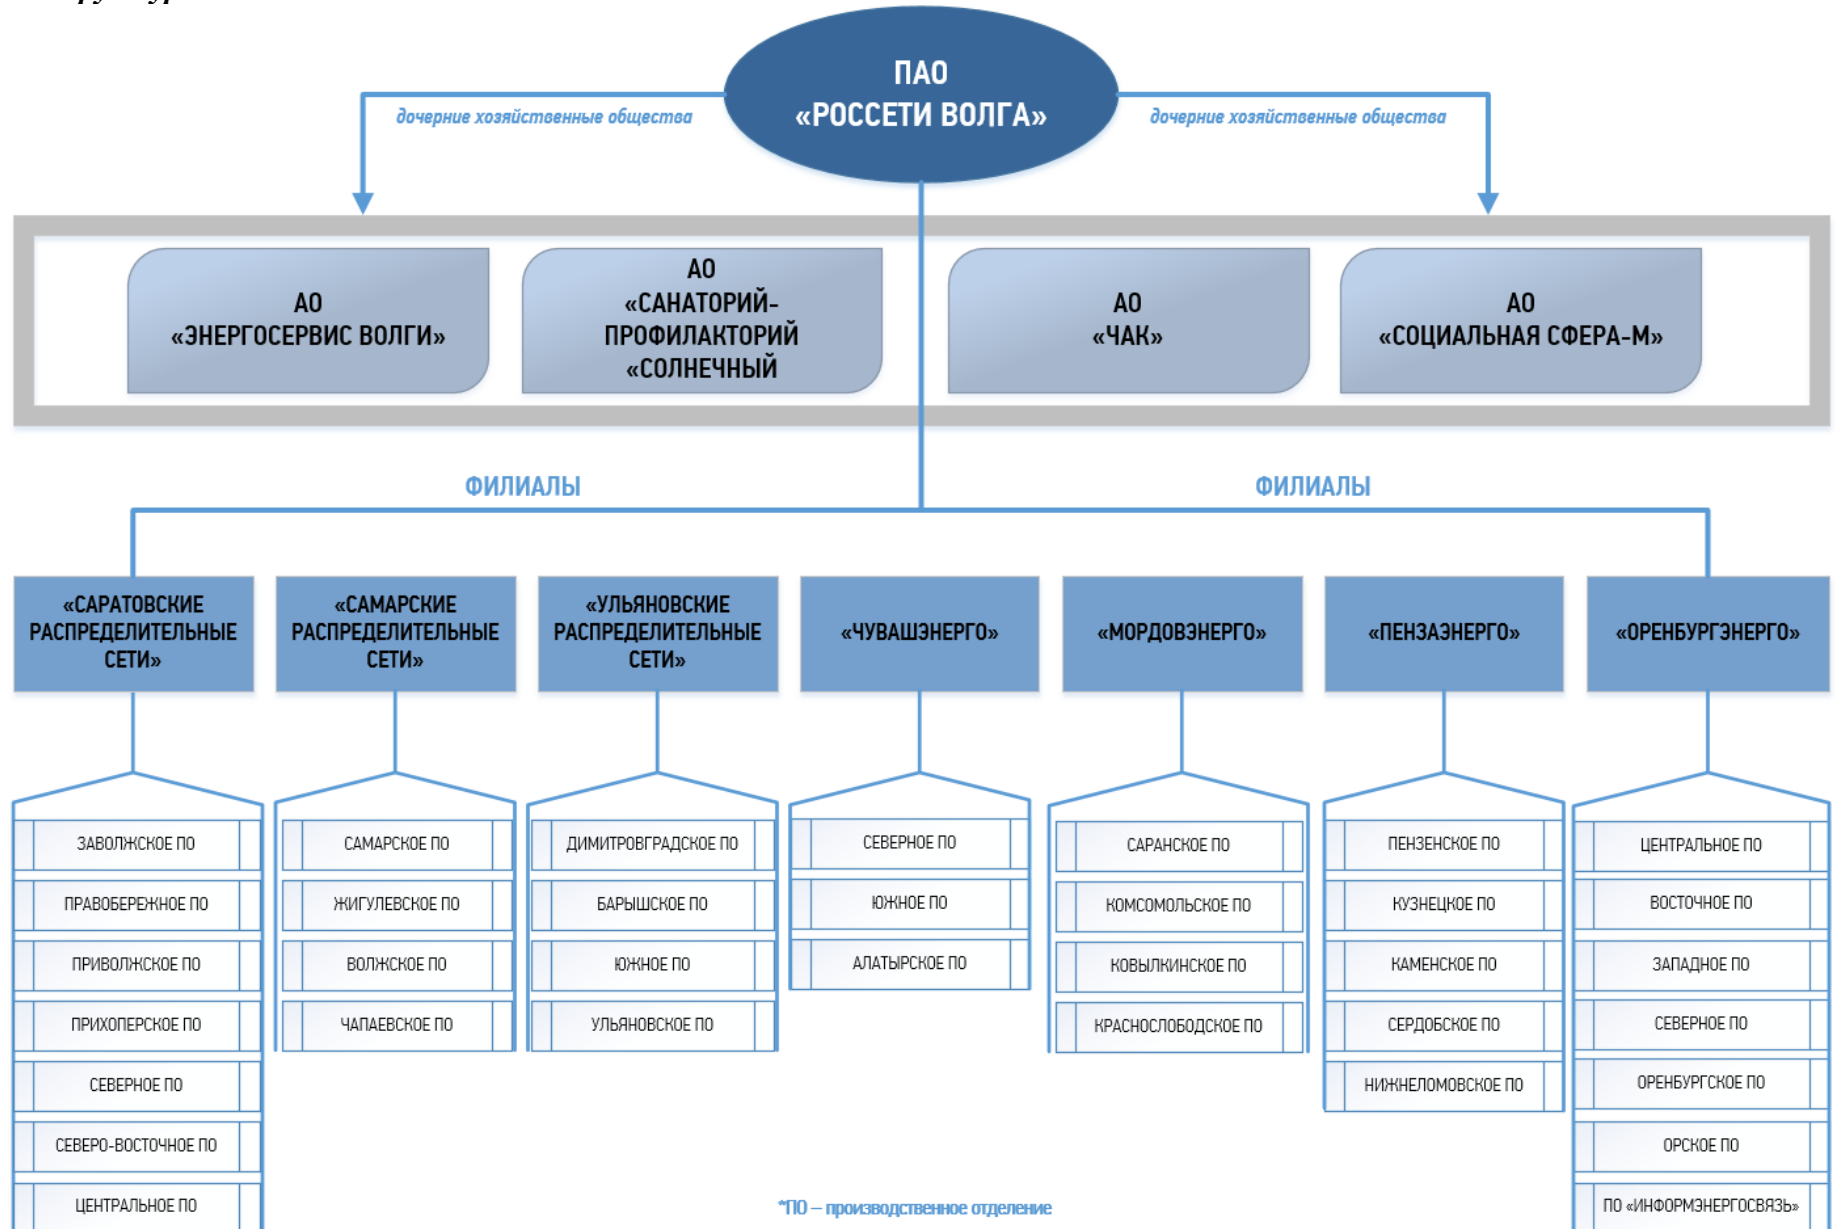 ПАО
«РОССЕТИ ВОЛГА»
дочерние хозяйственные общества
дочерние хозяйственные общества
АО
«ЭНЕРГОСЕРВИС ВОЛГИ»
АО
«САНАТОРИЙ-
ПРОФИЛАКТОРИЙ
«СОЛНЕЧНЫЙ
АО
«ЧАК»
АО
«СОЦИАЛЬНАЯ СФЕРА-М»
ФИЛИАЛЫ
ФИЛИАЛЫ
«САРАТОВСКИЕ
РАСПРЕДЕЛИТЕЛЬНЫЕ
СЕТИ»
«САМАРСКИЕ
РАСПРЕДЕЛИТЕЛЬНЫЕ
СЕТИ»
«УЛЬЯНОВСКИЕ
РАСПРЕДЕЛИТЕЛЬНЫЕ
СЕТИ»
«ЧУВАШЭНЕРГО»
«МОРДОВЭНЕРГО»
«ПЕНЗАЭНЕРГО»
«ОРЕНБУРГЭНЕРГО»
ЗАВОЛЖСКОЕ ПО
ПРАВОБЕРЕЖНОЕ ПО
ПРИВОЛЖСКОЕ ПО
ПРИХОПЕРСКОЕ ПО
СЕВЕРНОЕ ПО
СЕВЕРО-ВОСТОЧНОЕ ПО
ЦЕНТРАЛЬНОЕ ПО
САМАРСКОЕ ПО
ЖИГУЛЕВСКОЕ ПО
ВОЛЖСКОЕ ПО
ЧАПАЕВСКОЕ ПО
ДИМИТРОВГРАДСКОЕ ПО
БАРЫШСКОЕ ПО
ЮЖНОЕ ПО
УЛЬЯНОВСКОЕ ПО
СЕВЕРНОЕ ПО
ЮЖНОЕ ПО
АЛАТЫРСКОЕ ПО
САРАНСКОЕ ПО
КОМСОМОЛЬСКОЕ ПО
КОВЫЛКИНСКОЕ ПО
КРАСНОСЛОБОДСКОЕ ПО
ПЕНЗЕНСКОЕ ПО
КУЗНЕЦКОЕ ПО
КАМЕНСКОЕ ПО
СЕРДОБСКОЕ ПО
НИЖНЕЛОМОВСКОЕ ПО
ЦЕНТРАЛЬНОЕ ПО
ВОСТОЧНОЕ ПО
ЗАПАДНОЕ ПО
СЕВЕРНОЕ ПО
ОРЕНБУРГСКОЕ ПО
ОРСКОЕ ПО
ПО «ИНФОРМЭНЕРГОСВЯЗЬ»
*ПО – производственное отделение